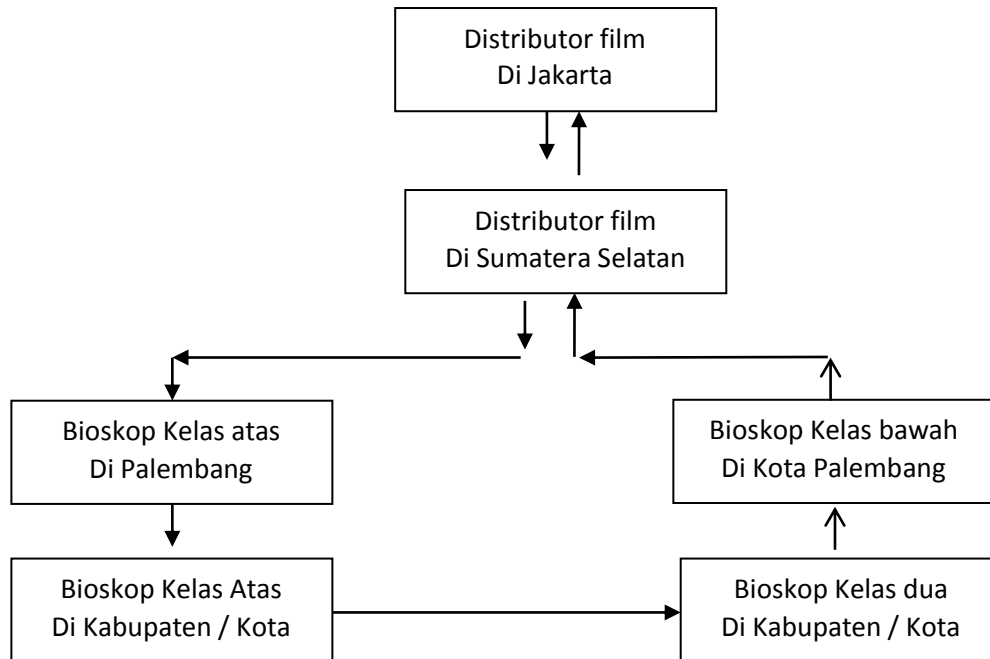 Distributor film
Di Jakarta
Distributor film
Di Sumatera Selatan
Bioskop Kelas atas
Di Palembang
Bioskop Kelas bawah
Di Kota Palembang
Bioskop Kelas Atas
Di Kabupaten / Kota
Bioskop Kelas dua
Di Kabupaten / Kota